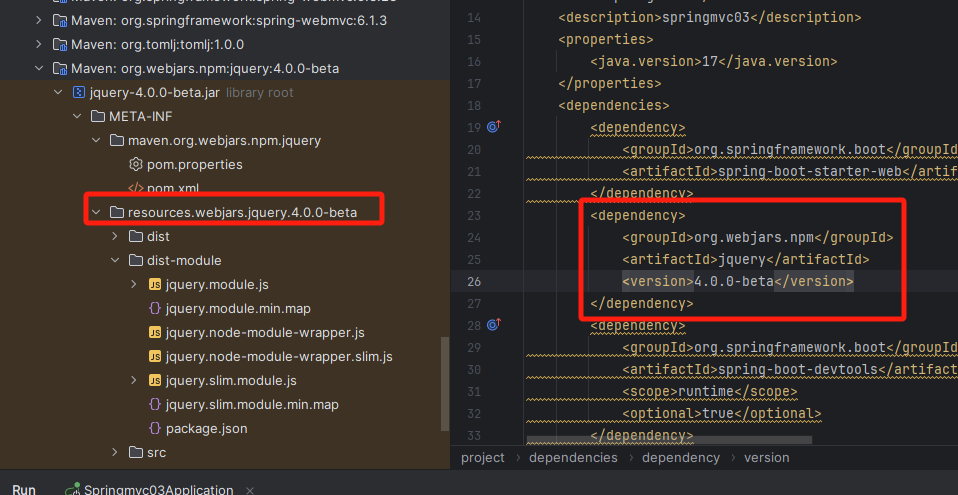 Maven: org.springframework:spring-webmvc:6.1.3
Maven: org.tomlj:tomlj:1.0.0
Maven: org.webjars.npm:jquery:4.0.0-beta
jquery-4.0.0-beta.jar library root
META-INF
maven.org.webjars.npm.jquery
pom.properties
pom.xml
resources.webjars.jquery.4.0.0-beta
dist
dist-module
jquery.module.js
jquery.module.min.map
jquery.node-module-wrapper.js
jquery.node-module-wrapper.slim.js
jquery.slim.module.js
jquery.slim.module.min.map
package.json
src
14 <description>springmvc03</description>
15 <properties>
16 <java.version>17</java.version>
17 </properties>
18 <dependencies>
19 <dependency>
20 <groupId>org.springframework.boot</groupId
21 <artifactId>spring-boot-starter-web</artif
22 </dependency>
23 <dependency>
24 <groupId>org.webjars.npm</groupId>
25 <artifactId>jquery</artifactId>
26 <version>4.0.0-beta</version>
27 </dependency>
28 <dependency>
29 <groupId>org.springframework.boot</groupId
30 <artifactId>spring-boot-devtools</artifact
31 <scope>runtime</scope>
32 <optional>true</optional>
33 </dependency>
project > dependencies > dependency > version
Run Springmvc03Application